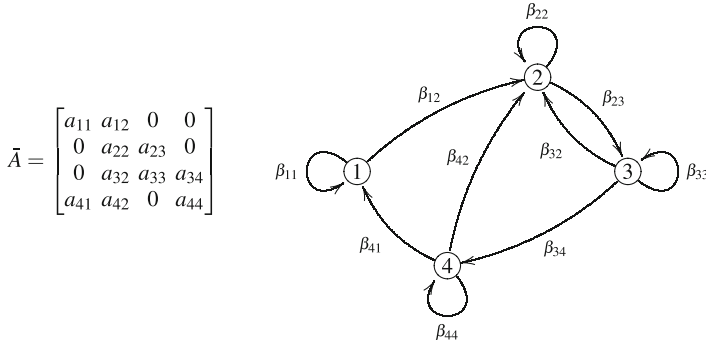 Ā = [ a₁₁ a₁₂ 0 0
0 a₂₂ a₂₃ 0
0 a₃₂ a₃₃ a₃₄
a₄₁ a₄₂ 0 a₄₄ ]
β₂₂
2
β₁₂
β₂₃
β₄₂
β₃₂
β₁₁
1
3
β₃₃
β₄₁
β₃₄
4
β₄₄